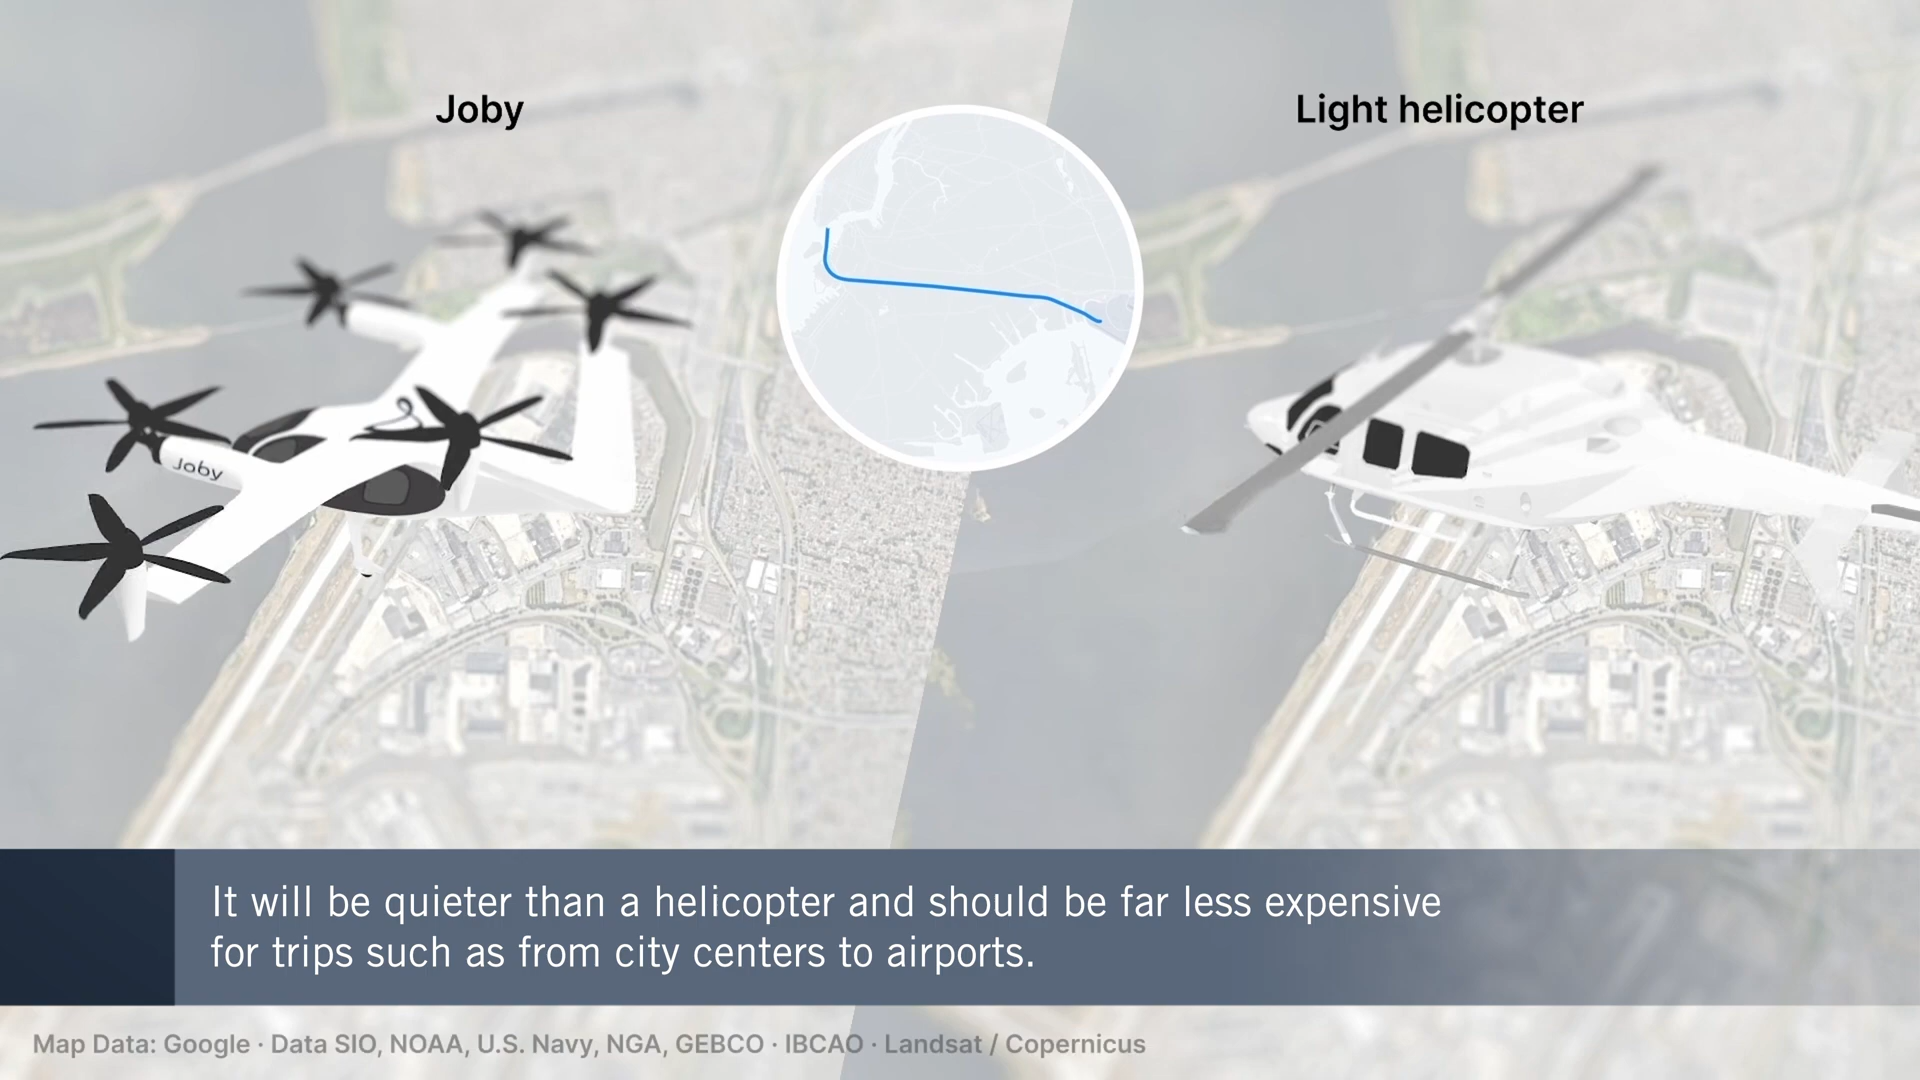 Joby
Light helicopter
Joby
It will be quieter than a helicopter and should be far less expensive
for trips such as from city centers to airports.
Map Data: Google · Data SIO, NOAA, U.S. Navy, NGA, GEBCO · IBCAO · Landsat / Copernicus